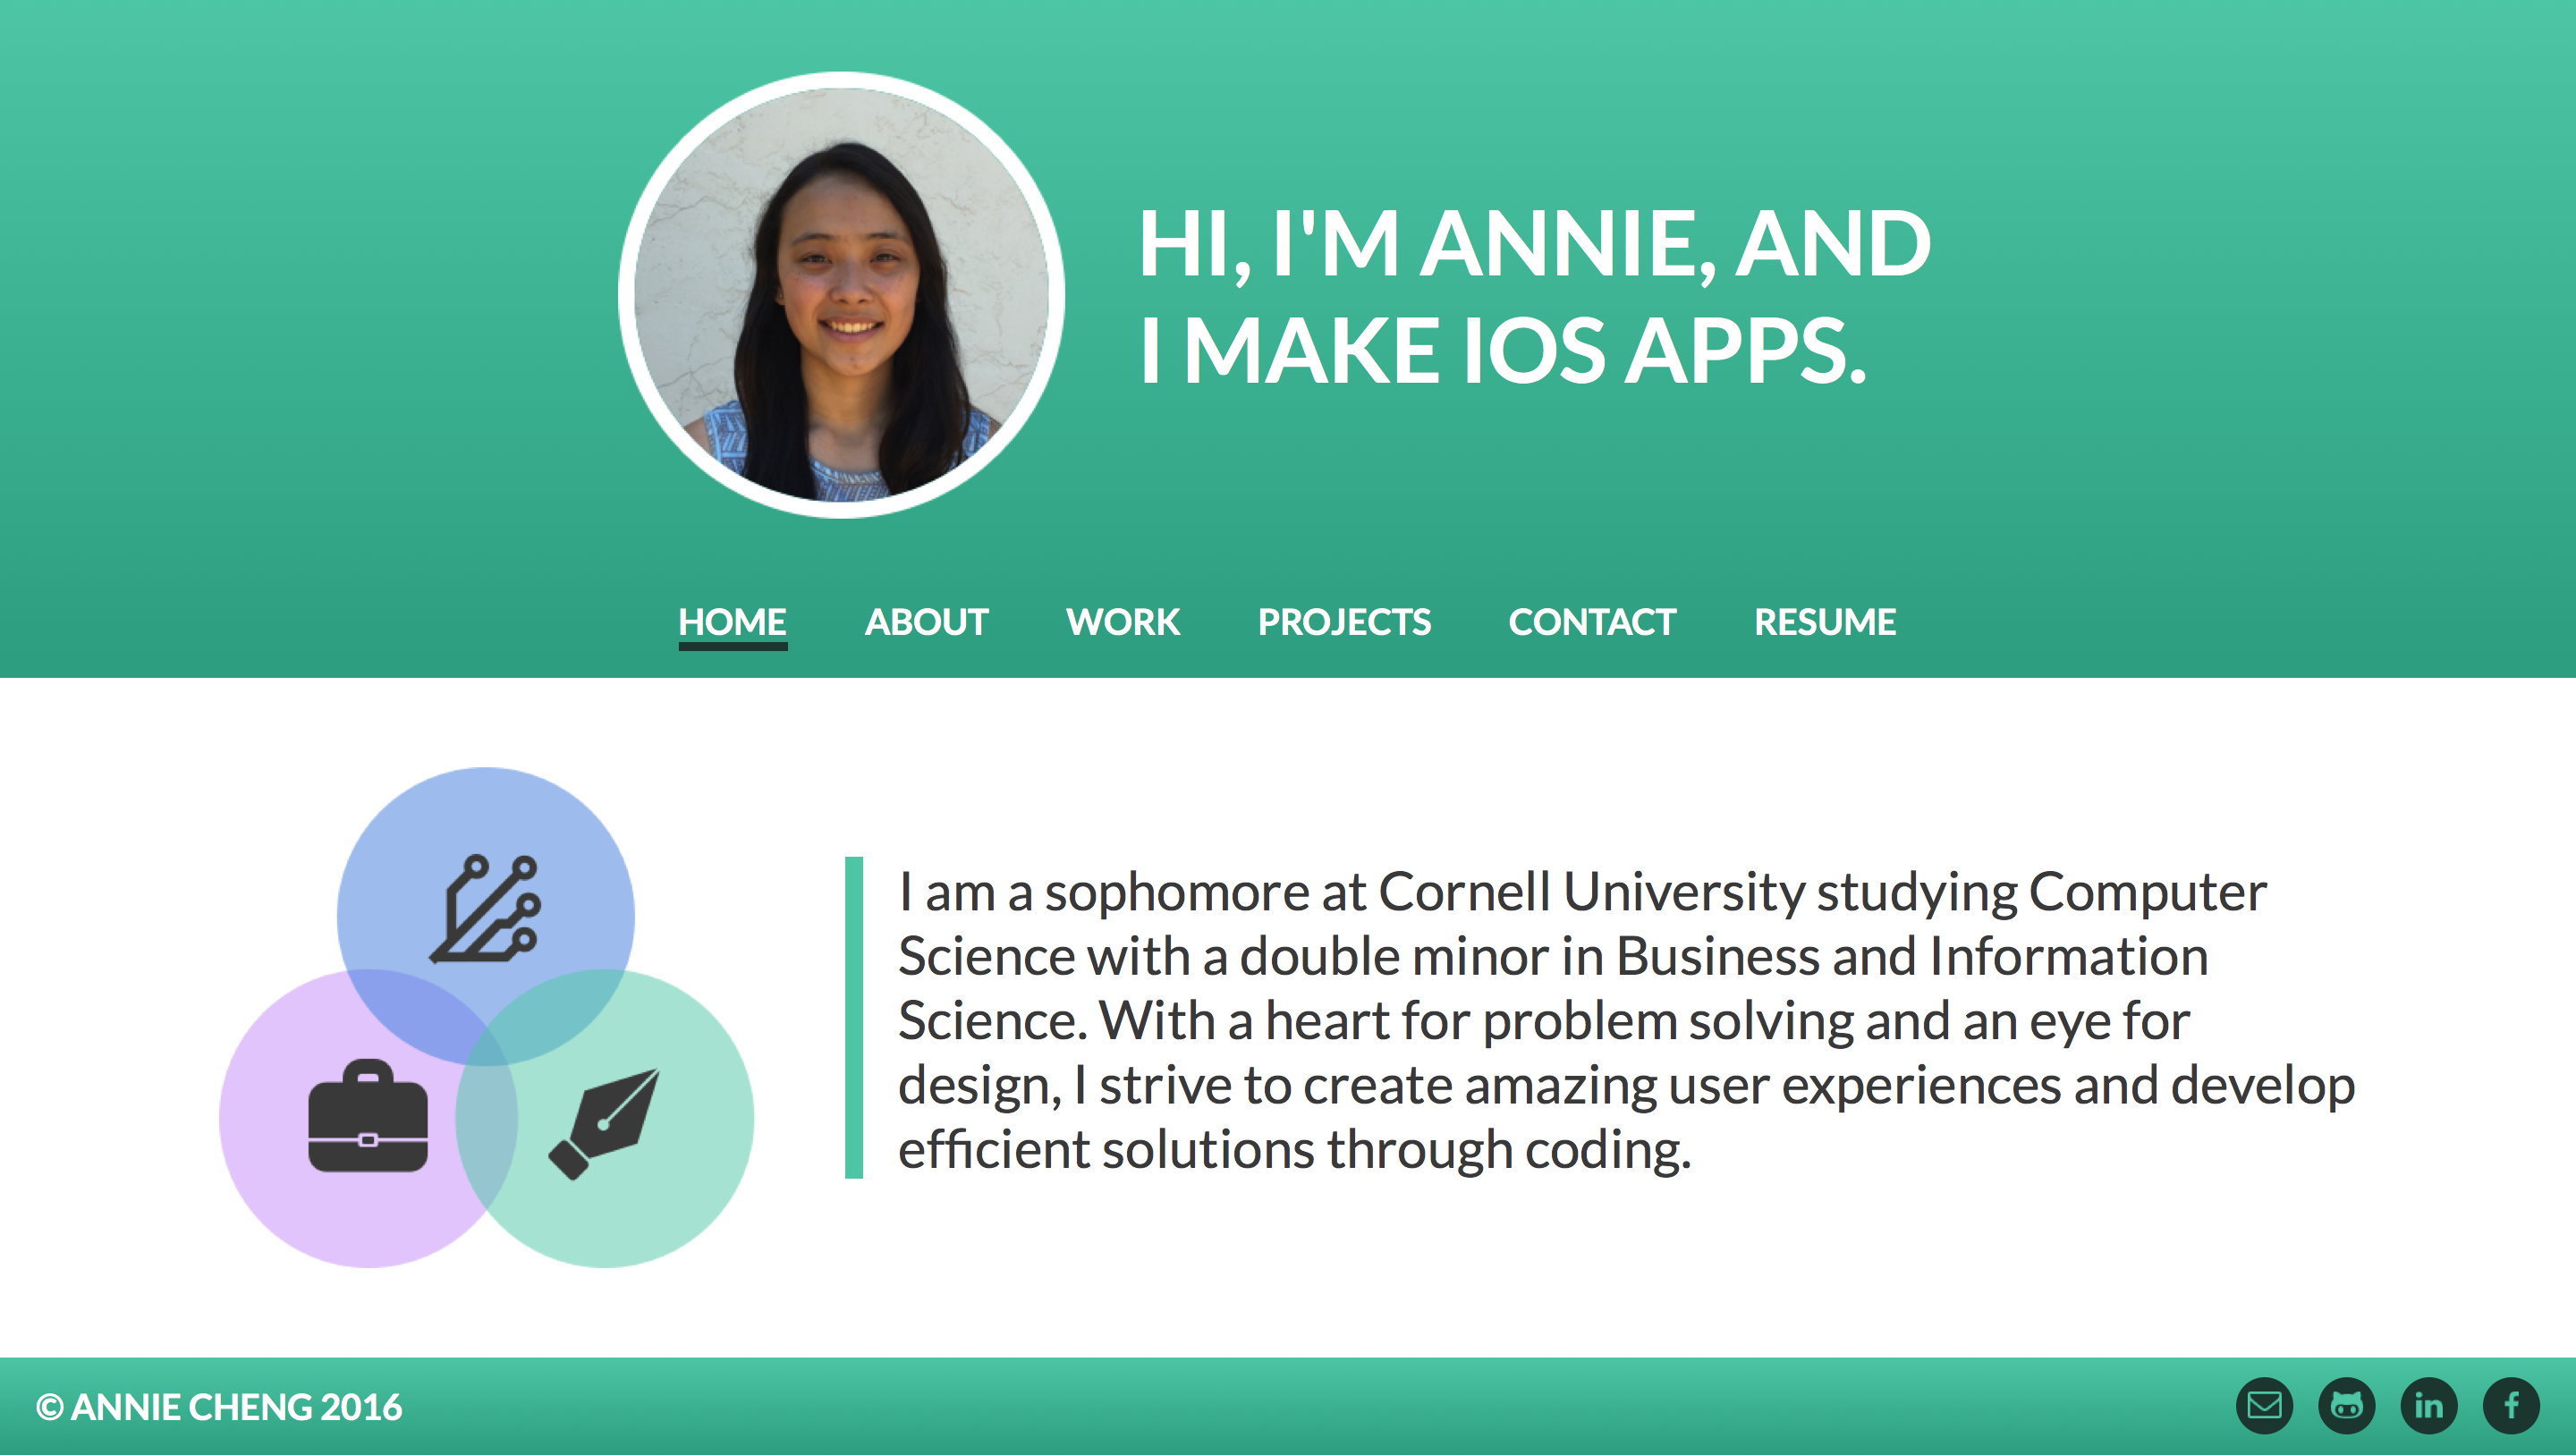 HI, I'M ANNIE, AND
I MAKE IOS APPS.
HOME ABOUT WORK PROJECTS CONTACT RESUME
I am a sophomore at Cornell University studying Computer
Science with a double minor in Business and Information
Science. With a heart for problem solving and an eye for
design, I strive to create amazing user experiences and develop
efficient solutions through coding.
© ANNIE CHENG 2016